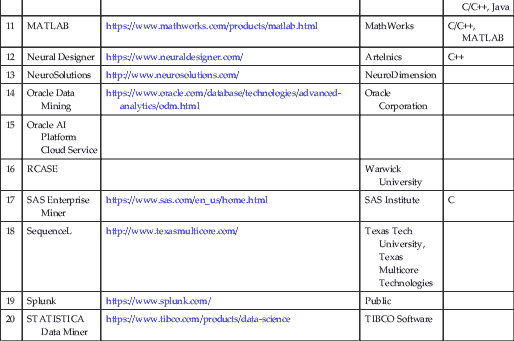 C/C++, Java
11 MATLAB https://www.mathworks.com/products/matlab.html MathWorks C/C++,
MATLAB
12 Neural Designer https://www.neuraldesigner.com/ Artelnics C++
13 NeuroSolutions http://www.neurosolutions.com/ NeuroDimension
14 Oracle Data https://www.oracle.com/database/technologies/advanced- Oracle
Mining analytics/odm.html Corporation
15 Oracle AI
Platform
Cloud Service
16 RCASE Warwick
University
17 SAS Enterprise https://www.sas.com/en_us/home.html SAS Institute C
Miner
18 SequenceL http://www.texasmulticore.com/ Texas Tech
University,
Texas
Multicore
Technologies
19 Splunk https://www.splunk.com/ Public
20 STATISTICA https://www.tibco.com/products/data-science TIBCO Software
Data Miner